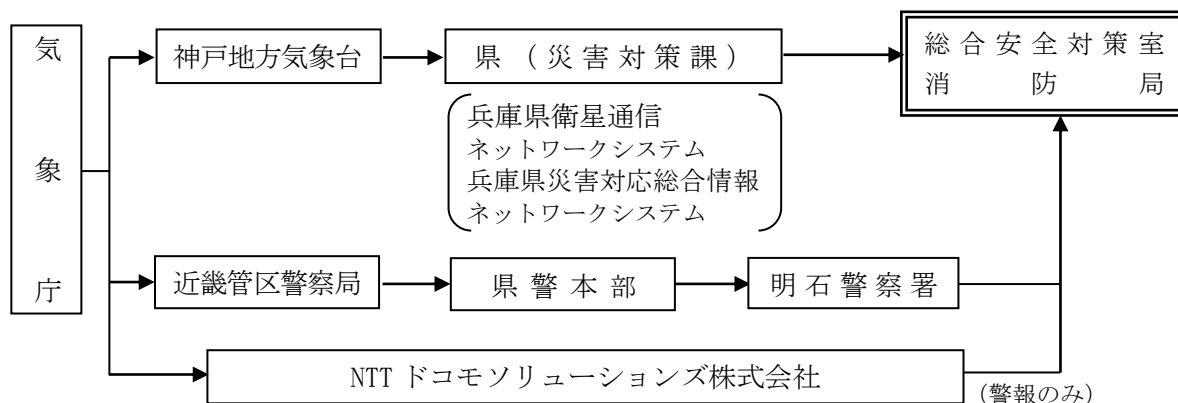 気象庁
神戸地方気象台
県（災害対策課）
総合安全対策室
消防局
兵庫県衛星通信
ネットワークシステム
兵庫県災害対応総合情報
ネットワークシステム
近畿管区警察局
県警本部
明石警察署
NTTドコモソリューションズ株式会社
(警報のみ)